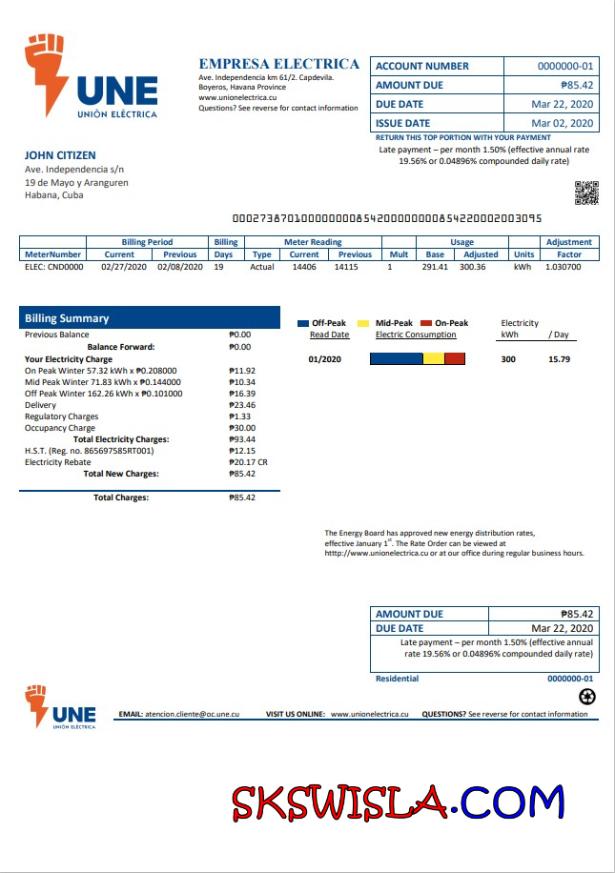 UNE
UNIÓN ELÉCTRICA
EMPRESA ELECTRICA
Ave. Independencia km 61/2. Capdevila.
Boyeros, Havana Province
www.unionelectrica.cu
Questions? See reverse for contact information
ACCOUNT NUMBER 0000000-01
AMOUNT DUE ₱85.42
DUE DATE Mar 22, 2020
ISSUE DATE Mar 02, 2020
RETURN THIS TOP PORTION WITH YOUR PAYMENT
Late payment – per month 1.50% (effective annual rate
19.56% or 0.04896% compounded daily rate)
JOHN CITIZEN
Ave. Independencia s/n
19 de Mayo y Aranguren
Habana, Cuba
000273870100000000085420000000085422000200309​5
Billing Period Billing Meter Reading Usage Adjustment
MeterNumber Current Previous Days Type Current Previous Mult Base Adjusted Units Factor
ELEC: CND0000 02/27/2020 02/08/2020 19 Actual 14406 14115 1 291.41 300.36 kWh 1.030700
Billing Summary
Previous Balance ₱0.00
Balance Forward: ₱0.00
Your Electricity Charge
On Peak Winter 57.32 kWh x ₱0.208000 ₱11.92
Mid Peak Winter 71.83 kWh x ₱0.144000 ₱10.34
Off Peak Winter 162.26 kWh x ₱0.101000 ₱16.39
Delivery ₱23.46
Regulatory Charges ₱1.33
Occupancy Charge ₱30.00
Total Electricity Charges: ₱93.44
H.S.T. (Reg. no. 865697585RT001) ₱12.15
Electricity Rebate ₱20.17 CR
Total New Charges: ₱85.42
Total Charges: ₱85.42
Off-Peak Mid-Peak On-Peak Electricity
Read Date Electric Consumption kWh / Day
01/2020 300 15.79
The Energy Board has approved new energy distribution rates,
effective January 1st. The Rate Order can be viewed at
htttp://www.unionelectrica.cu or at our office during regular business hours.
AMOUNT DUE ₱85.42
DUE DATE Mar 22, 2020
Late payment – per month 1.50% (effective annual
rate 19.56% or 0.04896% compounded daily rate)
Residential 0000000-01
UNE
UNIÓN ELÉCTRICA
EMAIL: atencion.cliente@oc.une.cu VISIT US ONLINE: www.unionelectrica.cu QUESTIONS? See reverse for contact information
SKSWISLA.COM